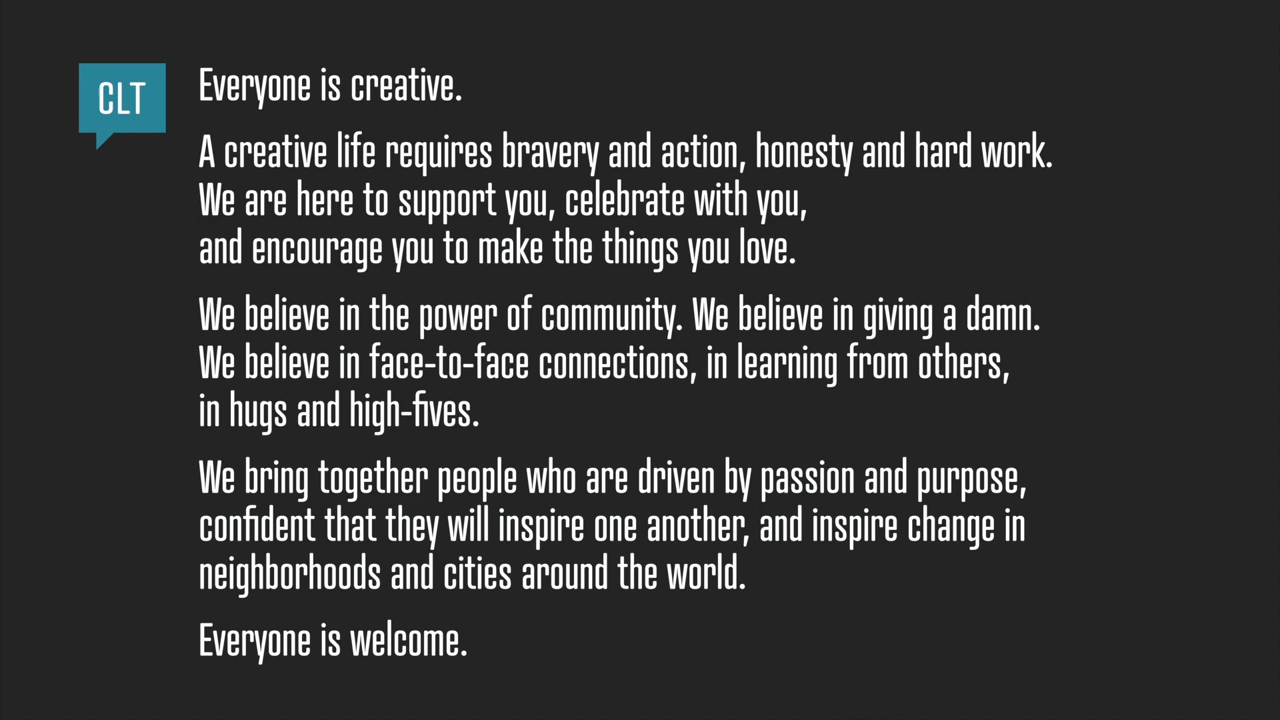 CLT
Everyone is creative.
A creative life requires bravery and action, honesty and hard work.
We are here to support you, celebrate with you,
and encourage you to make the things you love.
We believe in the power of community. We believe in giving a damn.
We believe in face-to-face connections, in learning from others,
in hugs and high-fives.
We bring together people who are driven by passion and purpose,
confident that they will inspire one another, and inspire change in
neighborhoods and cities around the world.
Everyone is welcome.